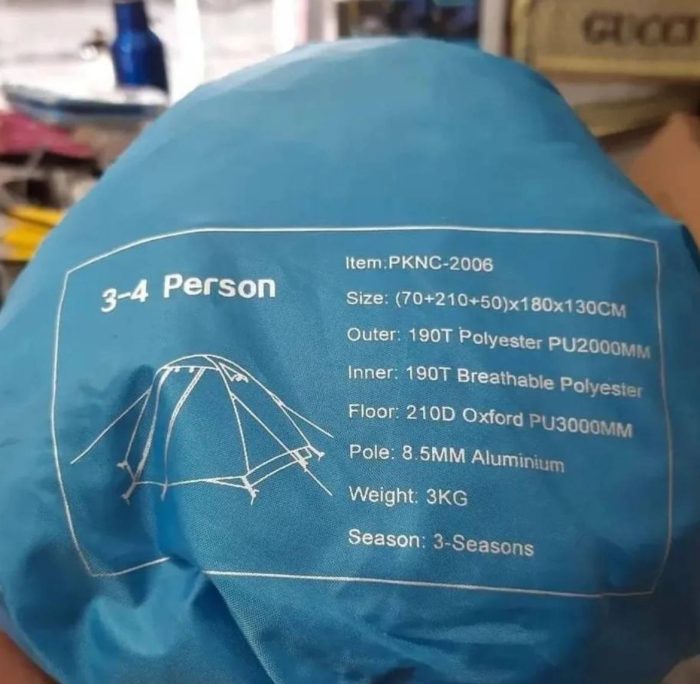 GUCCI
3-4 Person
Item:PKNC-2006
Size: (70+210+50)x180x130CM
Outer: 190T Polyester PU2000MM
Inner: 190T Breathable Polyester
Floor: 210D Oxford PU3000MM
Pole: 8.5MM Aluminium
Weight: 3KG
Season: 3-Seasons